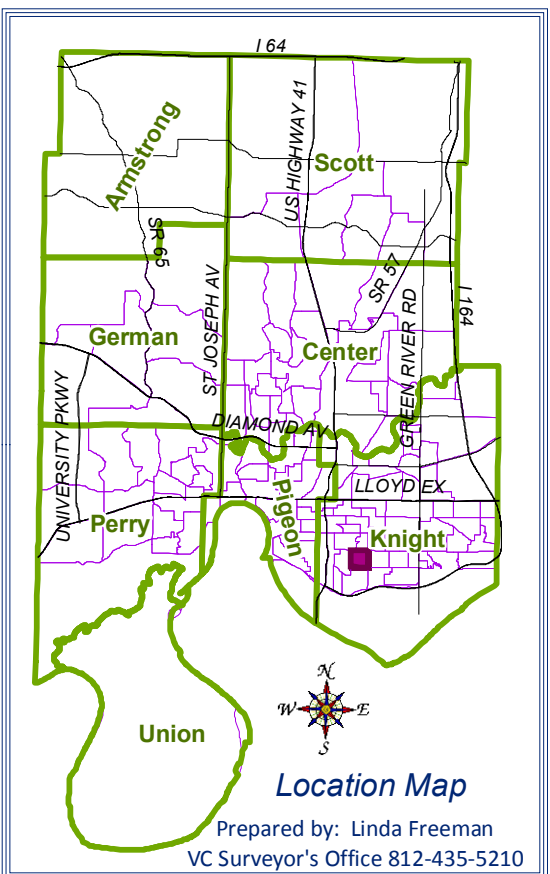 I 64
Armstrong
US HIGHWAY 41
Scott
SR 65
ST JOSEPH AV
SR 57
GREEN RIVER RD
I 164
German
Center
UNIVERSITY PKWY
DIAMOND AV
Pigeon
LLOYD EX
Perry
Knight
N
W E
S
Union
Location Map
Prepared by: Linda Freeman
VC Surveyor's Office 812-435-5210